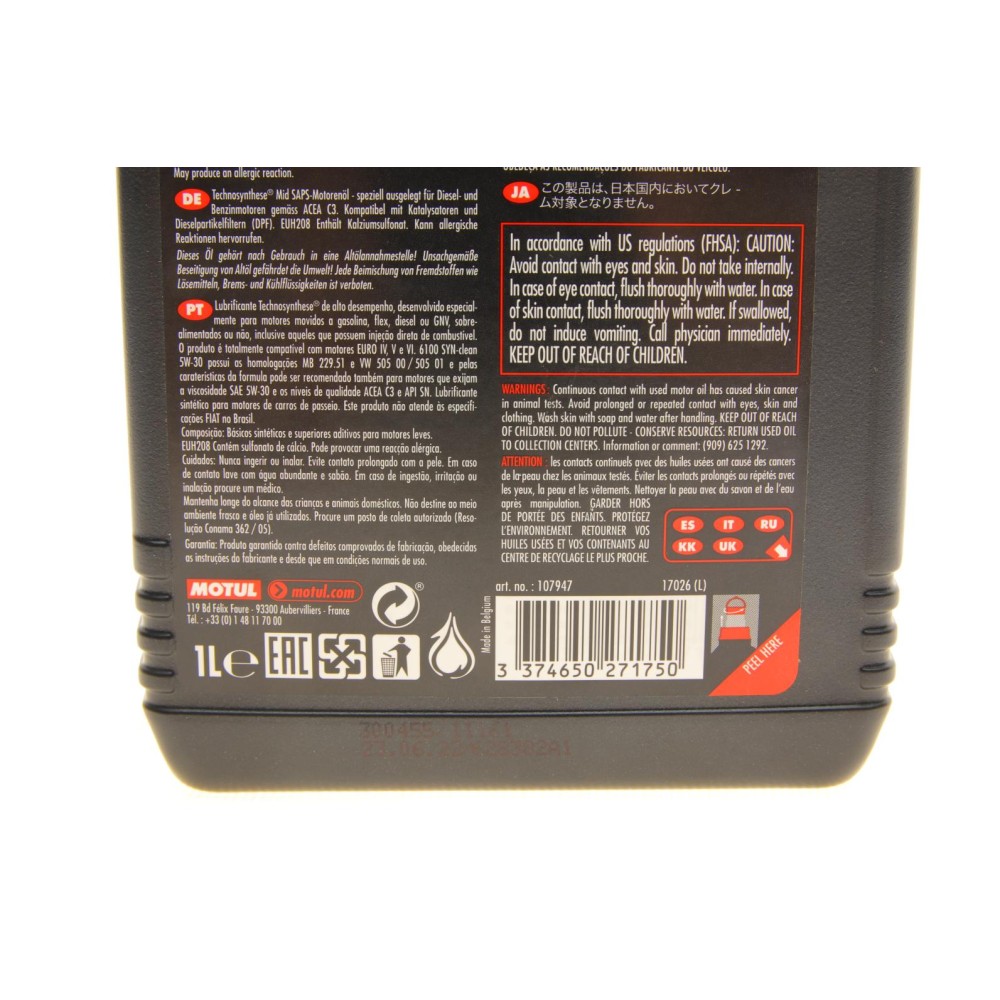 May produce an allergic reaction.
DE Technosynthese® Mid SAPS-Motorenöl - speziell ausgelegt für Diesel- und
Benzinmotoren gemäss ACEA C3. Kompatibel mit Katalysatoren und
Dieselpartikelfiltern (DPF). EUH208 Enthält Kalziumsulfonat. Kann allergische
Reaktionen hervorrufen.
Dieses Öl gehört nach Gebrauch in eine Altölannahmestelle! Unsachgemäße
Beseitigung von Altöl gefährdet die Umwelt! Jede Beimischung von Fremdstoffen wie
Lösemitteln, Brems- und Kühlflüssigkeiten ist verboten.
PT Lubrificante Technosynthese® de alto desempenho, desenvolvido especial-
mente para motores movidos a gasolina, flex, diesel ou GNV, sobre-
alimentados ou não, inclusive aqueles que possuem injeção direta de combustível.
O produto é totalmente compatível com motores EURO IV, V e VI. 6100 SYN-clean
5W-30 possui as homologações MB 229.51 e VW 505 00 / 505 01 e pelas
caraterísticas da formula pode ser recomendado também para motores que exijam
a viscosidade SAE 5W-30 e os níveis de qualidade ACEA C3 e API SN. Lubrificante
sintético para motores de carros de passeio. Este produto não atende às especifi-
cações FIAT no Brasil.
Composição: Básicos sintéticos e superiores aditivos para motores leves.
EUH208 Contém sulfonato de cálcio. Pode provocar uma reacção alérgica.
Cuidados: Nunca ingerir ou inalar. Evite contato prolongado com a pele. Em caso
de contato lave com água abundante e sabão. Em caso de ingestão, irritação ou
inalação procure um médico.
Mantenha longe do alcance das crianças e animais domésticos. Não destine ao meio
ambiente frasco e óleo já utilizados. Procure um posto de coleta autorizado (Reso-
lução Conama 362 / 05).
Garantia: Produto garantido contra defeitos comprovados de fabricação, obedecidas
as instruções do fabricante e desde que em condições normais de uso.
MOTUL motul.com
119 Bd Félix Faure - 93300 Aubervilliers - France
Tél. : +33 (0) 1 48 11 70 00
1L e EAC
OBEDEÇA AS RECOMENDAÇÕES DO FABRICANTE DO VEÍCULO.
JA この製品は、日本国内においてクレ -
ム対象となりません。
In accordance with US regulations (FHSA): CAUTION:
Avoid contact with eyes and skin. Do not take internally.
In case of eye contact, flush thoroughly with water. In case
of skin contact, flush thoroughly with water. If swallowed,
do not induce vomiting. Call physician immediately.
KEEP OUT OF REACH OF CHILDREN.
WARNINGS Continuous contact with used motor oil has caused skin cancer
in animal tests. Avoid prolonged or repeated contact with eyes, skin and
clothing. Wash skin with soap and water after handling. KEEP OUT OF REACH
OF CHILDREN. DO NOT POLLUTE - CONSERVE RESOURCES: RETURN USED OIL
TO COLLECTION CENTERS. Information or comment: (909) 625 1292.
ATTENTION : les contacts continuels avec des huiles usées ont causé des cancers
de la peau chez les animaux testés. Éviter les contacts prolongés ou répétés avec
les yeux, la peau et les vêtements. Nettoyer la peau avec du savon et de l'eau
après manipulation. GARDER HORS
DE PORTÉE DES ENFANTS. PROTÉGEZ
L'ENVIRONNEMENT. RETOURNER VOS
HUILES USÉES ET VOS CONTENANTS AU
CENTRE DE RECYCLAGE LE PLUS PROCHE.
ES IT RU
KK UK
art. no. : 107947 17026 (L)
Made in Belgium
3 374650 271750
PEEL HERE
300455